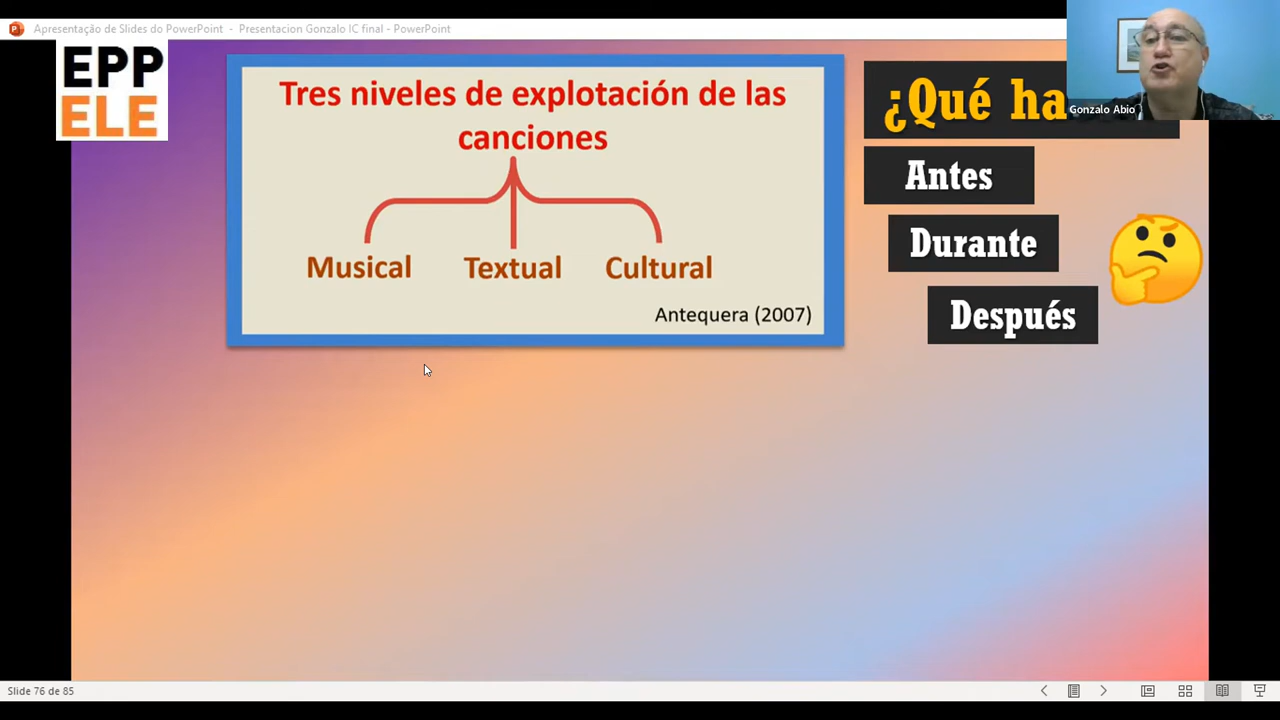 Apresentação de Slides do PowerPoint - Presentacion Gonzalo IC final - PowerPoint
EPP
ELE
Tres niveles de explotación de las
canciones
Musical Textual Cultural
Antequera (2007)
¿Qué ha
Gonzalo Abio
Antes
Durante
Después
Slide 76 de 85